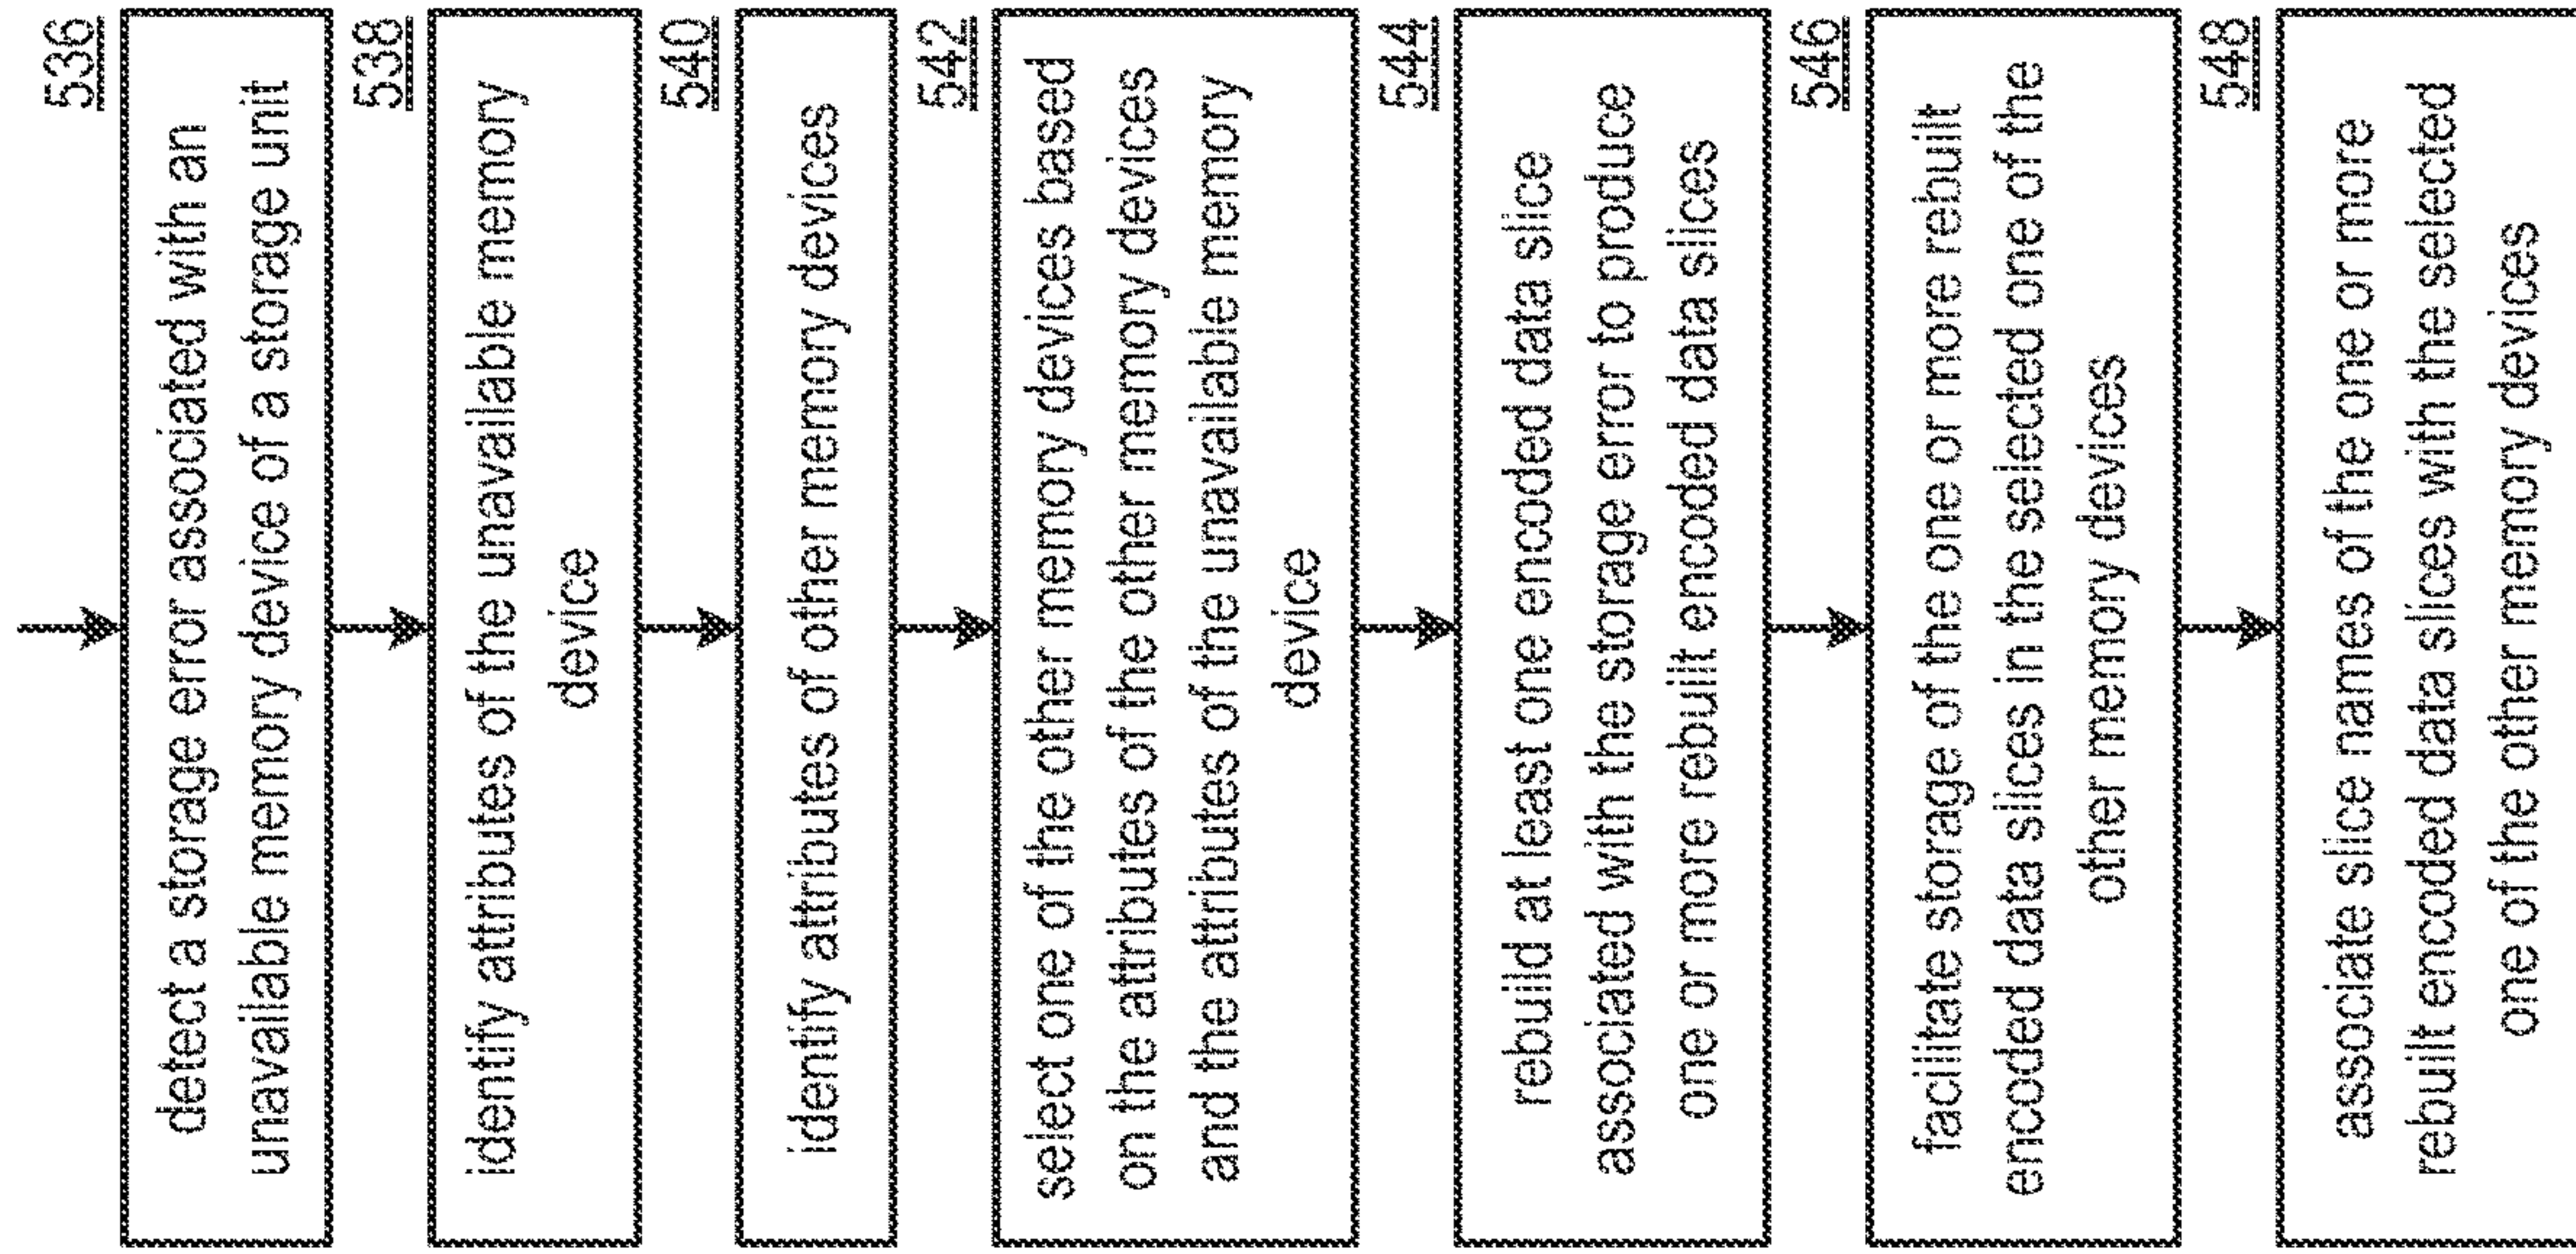 536
detect a storage error associated with an
unavailable memory device of a storage unit
538
identify attributes of the unavailable memory
device
540
identify attributes of other memory devices
542
select one of the other memory devices based
on the attributes of the other memory devices
and the attributes of the unavailable memory
device
544
rebuild at least one encoded data slice
associated with the storage error to produce
one or more rebuilt encoded data slices
546
facilitate storage of the one or more rebuilt
encoded data slices in the selected one of the
other memory devices
548
associate slice names of the one or more
rebuilt encoded data slices with the selected
one of the other memory devices